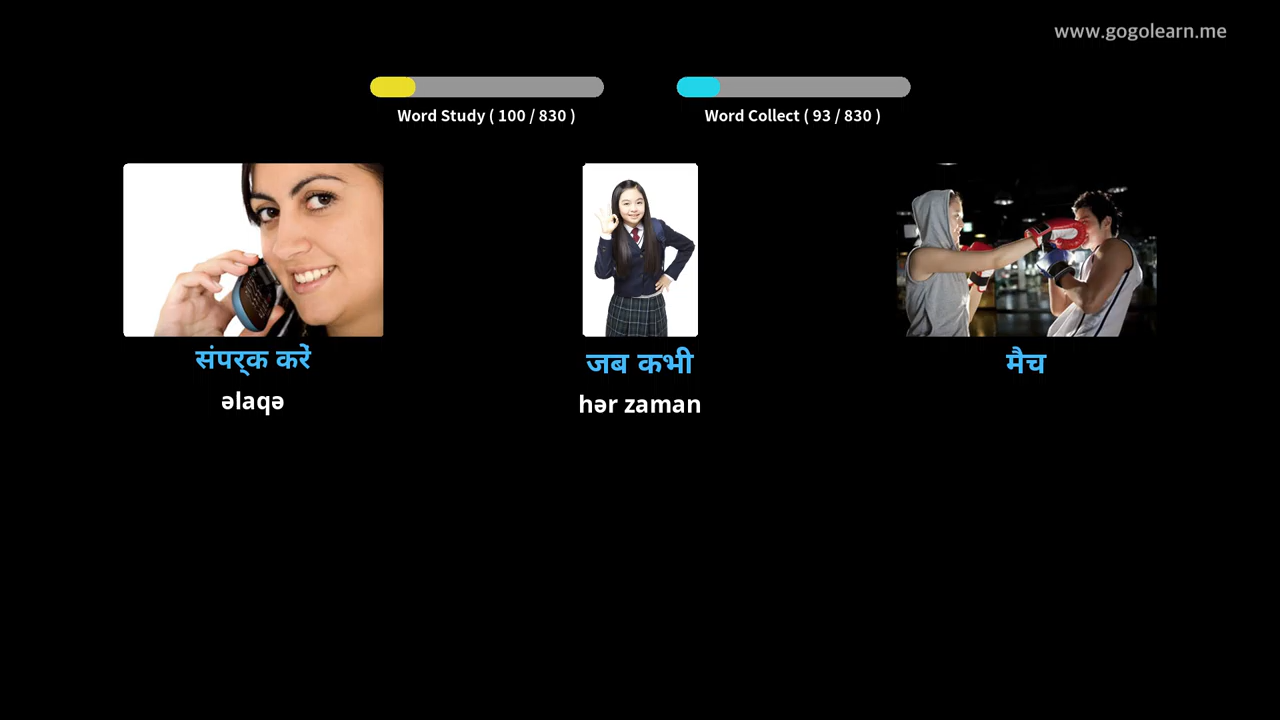 www.gogolearn.me
Word Study ( 100 / 830 )
Word Collect ( 93 / 830 )
संपर्‌क करें
जब कभी
मैच
əlaqə
hər zaman